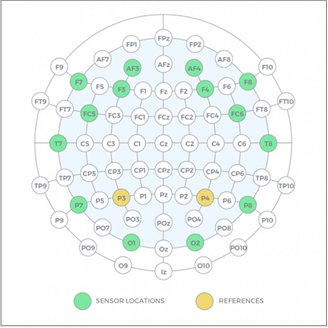 FP1 FPz FP2
AF7 AF3 AFz AF4 AF8
F9 F7 F5 F3 F1 Fz F2 F4 F6 F8 F10
FT9 FT7 FC5 FC3 FC1 FCz FC2 FC4 FC6 FT8 FT10
T7 C5 C3 C1 Cz C2 C4 C6 T8
TP9 TP7 CP5 CP3 CP1 CPz CP2 CP4 CP6 TP8 TP10
P9 P7 P5 P3 P1 Pz P2 P4 P6 P8 P10
PO9 PO7 PO3 POz PO4 PO8 PO10
O1 Oz O2
O9 Iz O10
SENSOR LOCATIONS REFERENCES